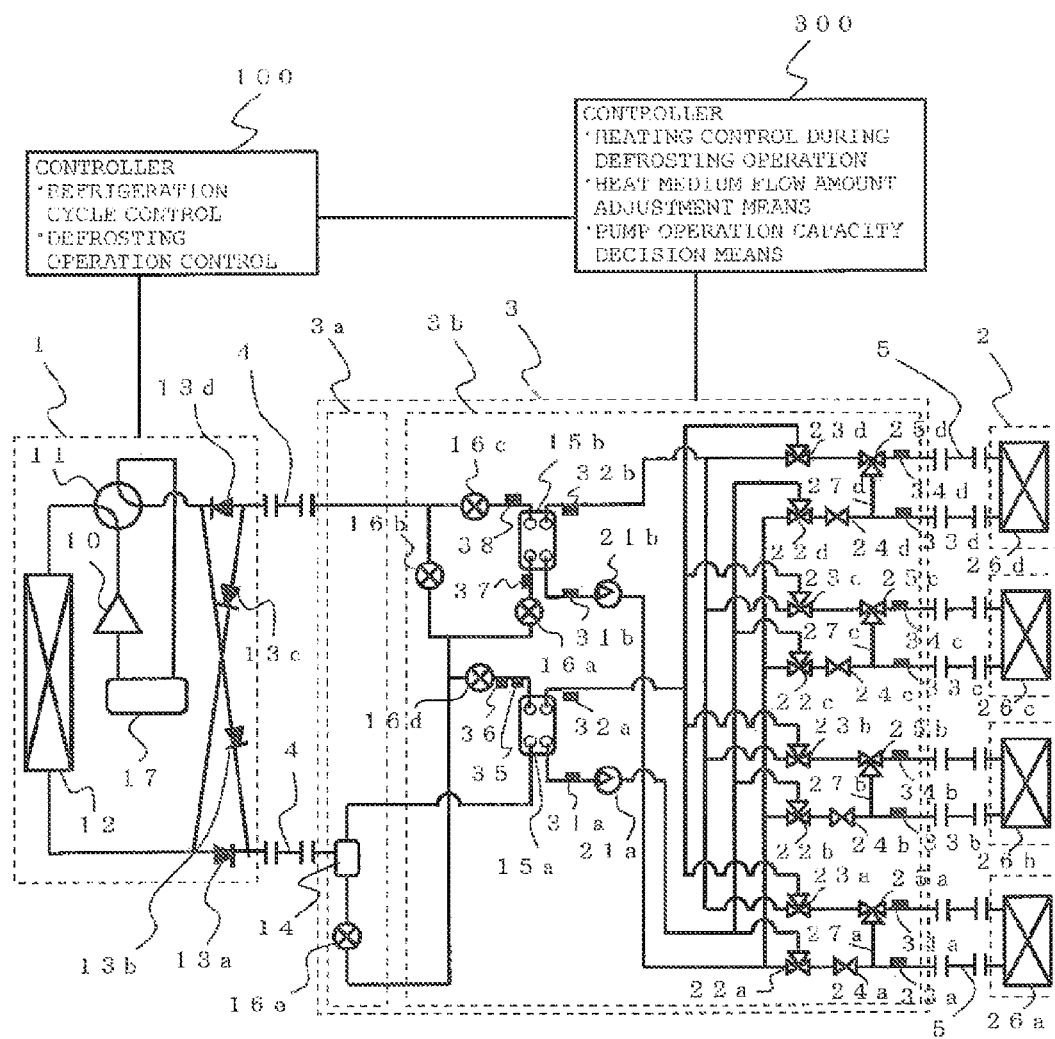 300
100
CONTROLLER
·HEATING CONTROL DURING
DEFROSTING OPERATION
·HEAT MEDIUM FLOW AMOUNT
ADJUSTMENT MEANS
·PUMP OPERATION CAPACITY
DECISION MEANS
CONTROLLER
·REFRIGERATION
CYCLE CONTROL
·DEFROSTING
OPERATION CONTROL
3a
3b
3
1
4
5
2
13d
11
16c
15b
23d
25d
32b
27d
34d
10
16b
38
21b
22d
24d
33d
26d
37
23c
25c
13c
31b
27c
34c
16a
16d
22c
24c
33c
26c
36
35
32a
23b
25b
17
27b
34b
12
4
31a
21a
15a
22b
24b
33b
26b
14
23a
25a
27a
13b
13a
16e
22a
24a
5
26a